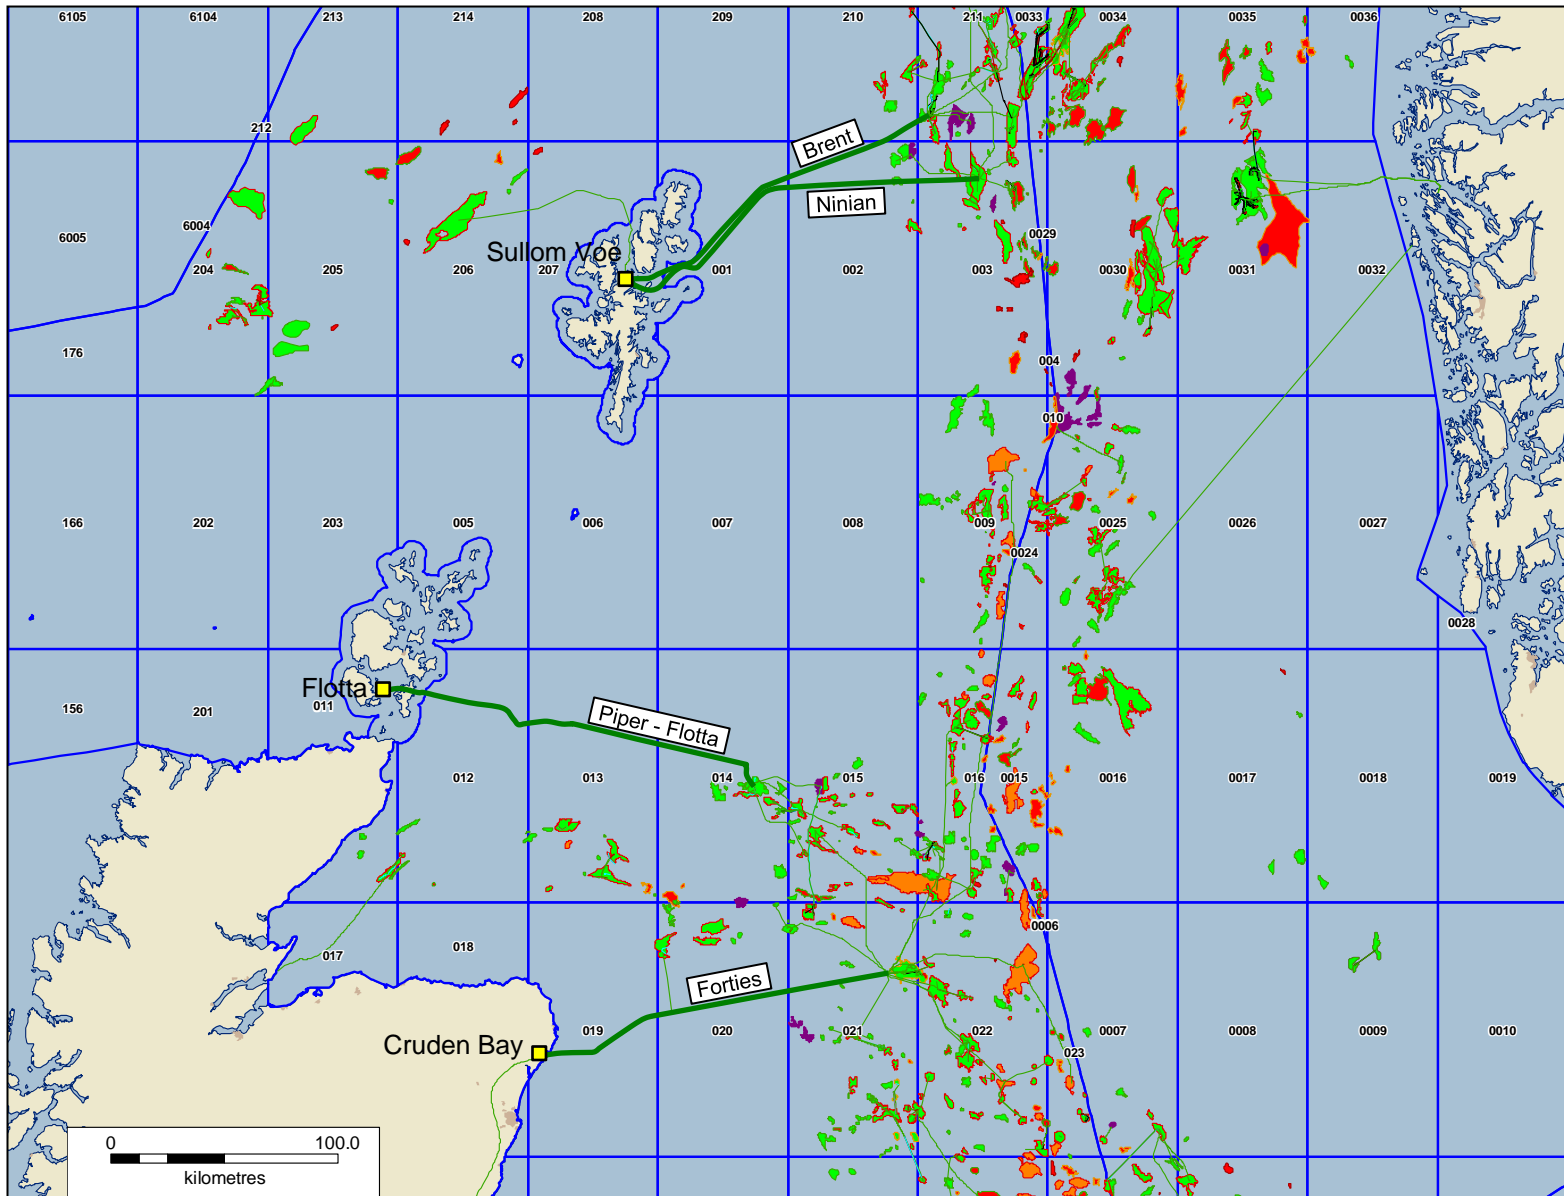 6105 6104 213 214 208 209 210 211 0033 0034 0035 0036
212
Brent
Ninian
6005 6004 0029
Sullom Voe
204 205 206 207 001 002 003 0030 0031 0032
176 004
010
166 202 203 005 006 007 008 009 0025 0026 0027
0024
0028
Flotta
156 201 011
Piper - Flotta
012 013 014 015 016 0015 0016 0017 0018 0019
0006
017 018
Forties
019 020 021 022 0007 0008 0009 0010
Cruden Bay
023
0 100.0
kilometres